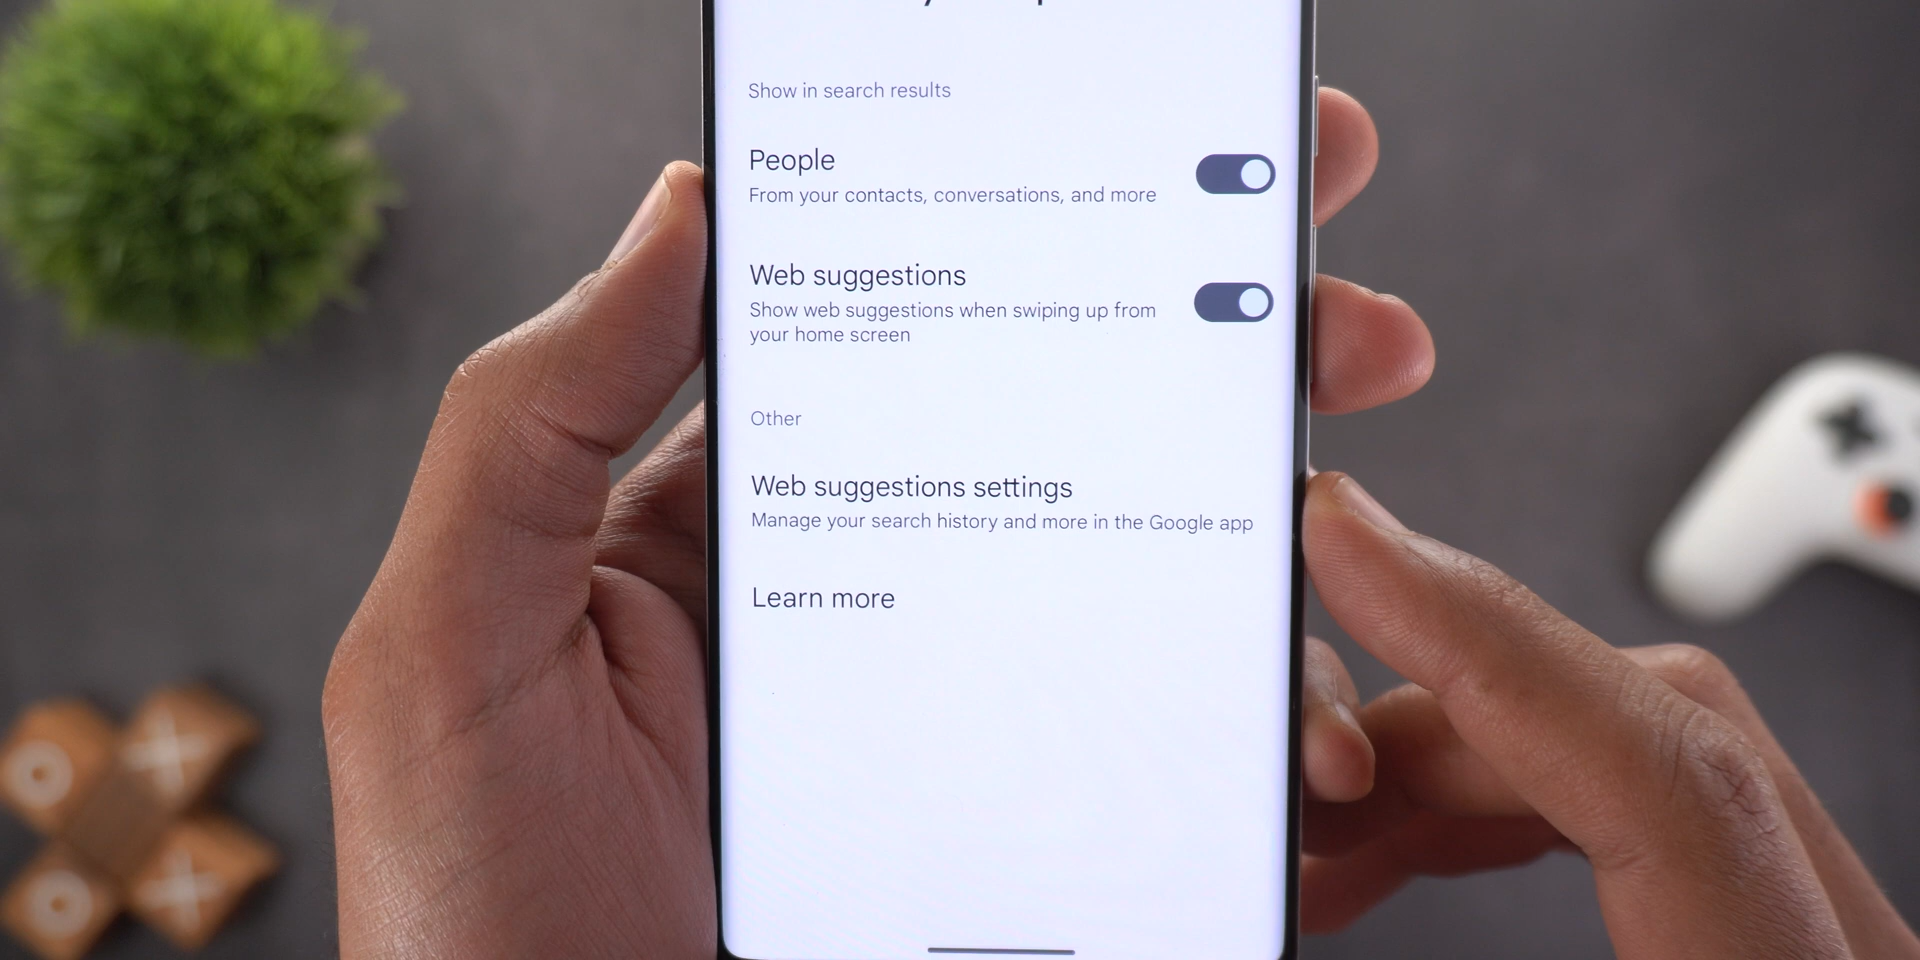 Show in search results
People
From your contacts, conversations, and more
Web suggestions
Show web suggestions when swiping up from
your home screen
Other
Web suggestions settings
Manage your search history and more in the Google app
Learn more